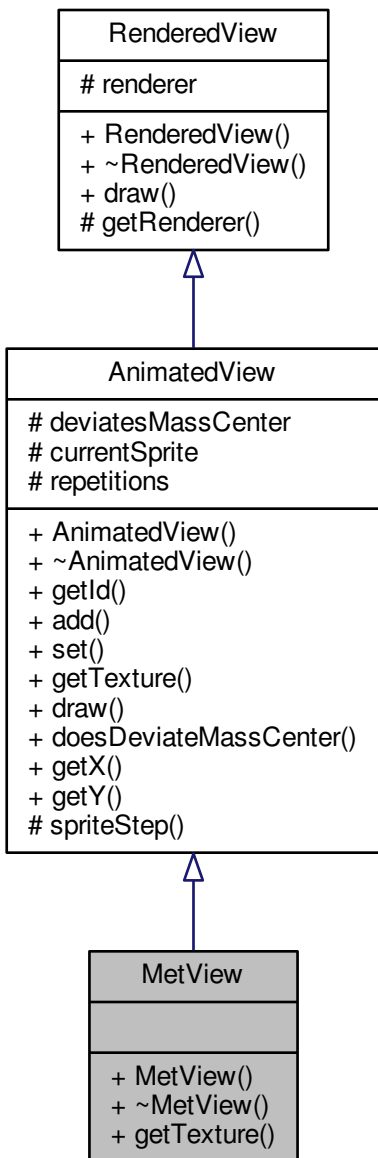 RenderedView
# renderer
+ RenderedView()
+ ~RenderedView()
+ draw()
# getRenderer()
AnimatedView
# deviatesMassCenter
# currentSprite
# repetitions
+ AnimatedView()
+ ~AnimatedView()
+ getId()
+ add()
+ set()
+ getTexture()
+ draw()
+ doesDeviateMassCenter()
+ getX()
+ getY()
# spriteStep()
MetView
+ MetView()
+ ~MetView()
+ getTexture()